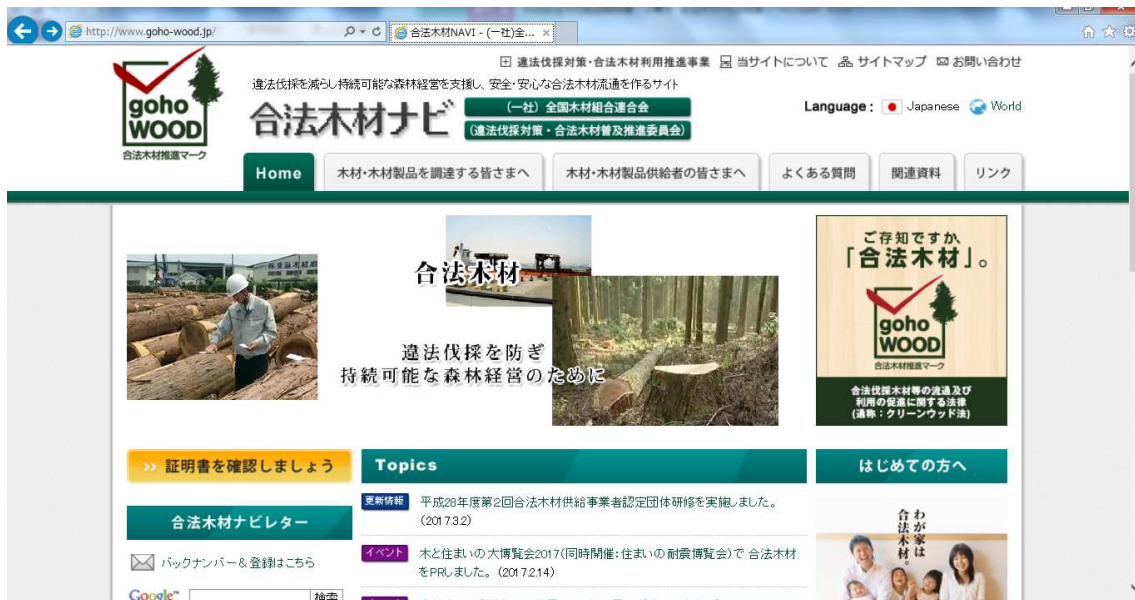 http://www.goho-wood.jp/
合法木材NAVI - (一社)全...
違法伐採対策・合法木材利用推進事業 当サイトについて サイトマップ お問い合わせ
違法伐採を減らし持続可能な森林経営を支援し、安全・安心な合法木材流通を作るサイト
goho
WOOD
合法木材推進マーク
合法木材ナビ
(一社) 全国木材組合連合会
(違法伐採対策・合法木材普及推進委員会)
Language : Japanese World
Home 木材・木材製品を調達する皆さまへ 木材・木材製品供給者の皆さまへ よくある質問 関連資料 リンク
合法木材
違法伐採を防ぎ
持続可能な森林経営のために
ご存知ですか、
「合法木材」。
goho
WOOD
合法木材推進マーク
合法伐採木材等の流通及び
利用の促進に関する法律
(通称:クリーンウッド法)
証明書を確認しましょう
合法木材ナビレター
バックナンバー&登録はこちら
Google™ 検索
Topics
更新情報 平成28年度第2回合法木材供給事業者認定団体研修を実施しました。
(2017.3.2)
イベント 木と住まいの大博覧会2017(同時開催:住まいの耐震博覧会)で 合法木材
をPRしました。(2017.2.14)
はじめての方へ
わが家は
合法木材。